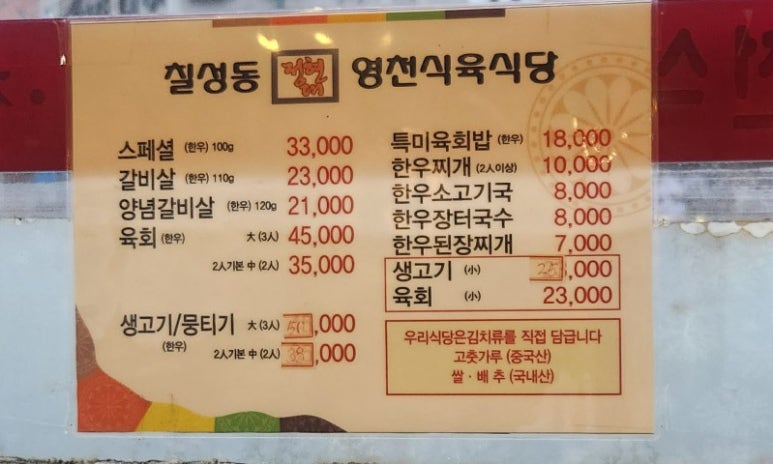 칠성동 영천식육식당
스페셜 (한우) 100g 33,000
갈비살 (한우) 110g 23,000
양념갈비살 (한우) 120g 21,000
육회 (한우) 大 (3人) 45,000
2人기본 中 (2人) 35,000
생고기/뭉티기 大 (3人) 50,000
(한우)
2人기본 中 (2人) 38,000
특미육회밥 (한우) 18,000
한우찌개 (2人이상) 10,000
한우소고기국 8,000
한우장터국수 8,000
한우된장찌개 7,000
생고기 (小) 25,000
육회 (小) 23,000
우리식당은김치류를 직접 담급니다
고춧가루 (중국산)
쌀 · 배 추 (국내산)